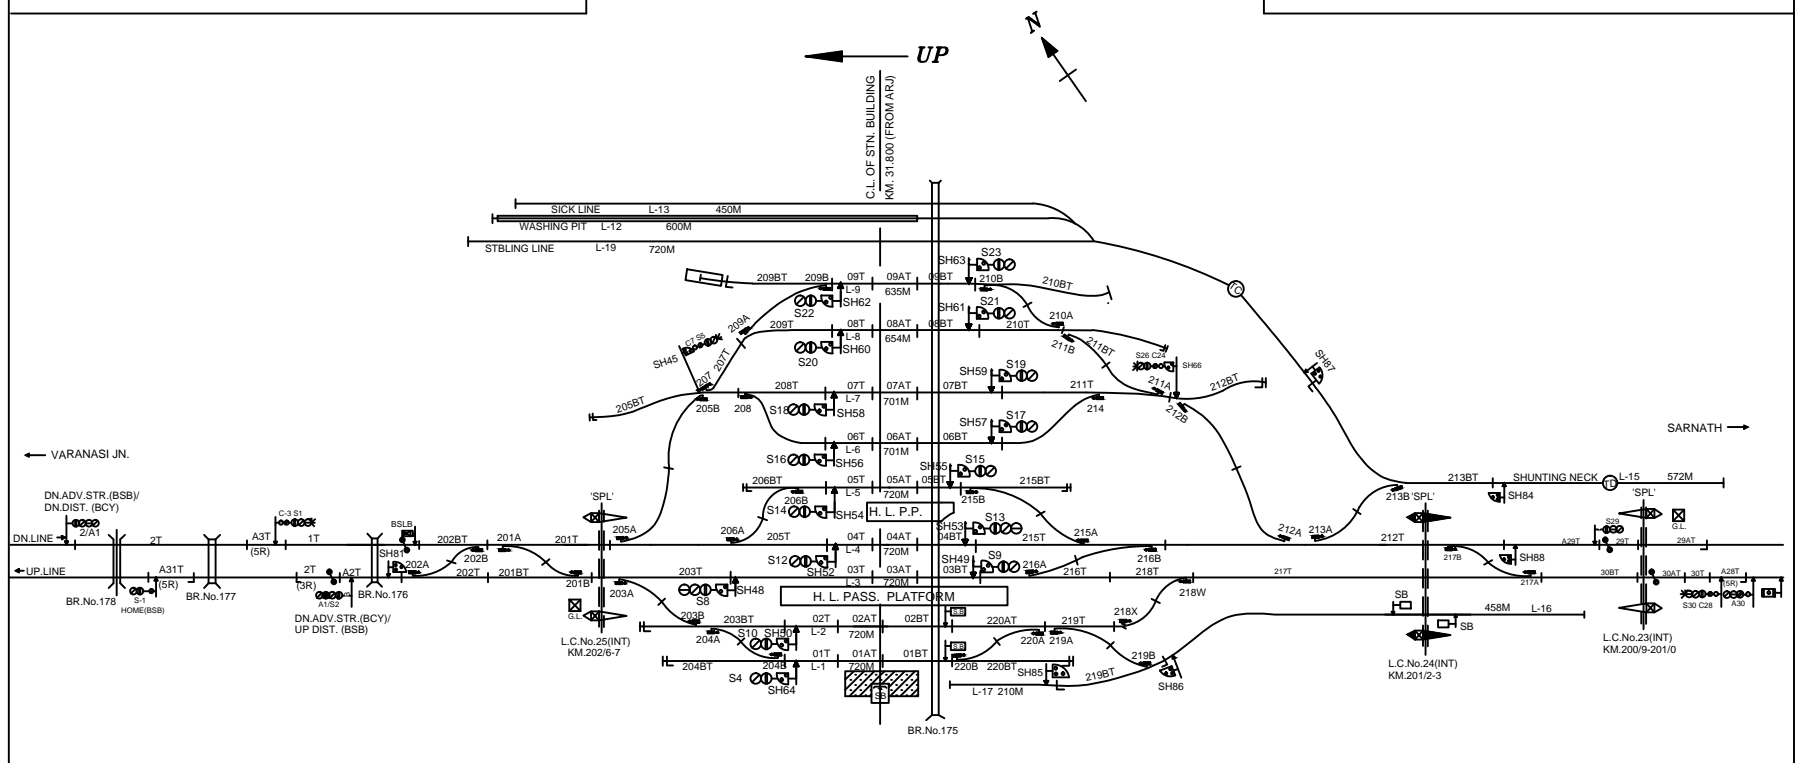 N
UP
C.L. OF STN. BUILDING
KM. 31.800 (FROM ARJ)
SICK LINE L-13 450M
WASHING PIT L-12 600M
STBLING LINE L-19 720M
S23
SH63
209BT 209B 09T 09AT 09BT 210B 210BT
L-9 635M
S22 SH62
SH61 S21
209A 209T 08T 08AT 08BT 210T 210A
L-8 654M
S20 SH60
211B 211BT
C7 S5
SH45
207 207T
S26 C24 SH66
SH87
SH59 S19
205BT 205B 208 208T 07T 07AT 07BT 211T 214 211A 212B 212BT
L-7 701M
S18 SH58
SH57 S17
06T 06AT 06BT
L-6 701M
S16 SH56
SH55 S15
VARANASI JN.
SARNATH
206BT 206B 05T 05AT 05BT 215B 215BT
L-5 720M
213BT SHUNTING NECK TC L-15 572M
213B SH84
S14 SH54
H. L. P.P.
SH53 S13
DN.ADV.STR.(BSB)/
DN.DIST. (BCY)
2/A1
C-3 S1
BSLB
'SPL' 'SPL' 'SPL'
G.L.
S29
DN.LINE 2T A3T 1T 202BT 201A 201T 205A 206A 205T 04T 04AT 04BT 215T 215A 212A 213A 212T A29T 29T 29AT
(5R)
L-4 720M
SH81 202A 202B
S12 SH52
SH49 S9 216A 216B
217B SH88
UP.LINE A31T 2T A2T 202T 201BT 201B 203T 03T 03AT 03BT 216T 218T 217T 217A 30BT 30AT 30T A28T
(5R) (3R) (5R)
L-3 720M
BR.No.178
S-1
HOME(BSB)
BR.No.177
A1/S2
BR.No.176
DN.ADV.STR.(BCY)/
UP DIST. (BSB)
203A
S8 SH48
H. L. PASS. PLATFORM
218W
SB
S30 C28 A30
G.L.
203B 203BT 02T 02AT 02BT S.B 220AT 219T 218X
458M L-16
SB
L-2 720M
204A S10 SH50
220A 219A
L.C.No.25(INT)
KM.202/6-7
L.C.No.23(INT)
KM.200/9-201/0
204BT 204B 01T 01AT 01BT S.B 220B 220BT 219B
L-1 720M
L.C.No.24(INT)
KM.201/2-3
S4 SH64
SH85 219BT SH86
SB
L-17 210M
BR.No.175